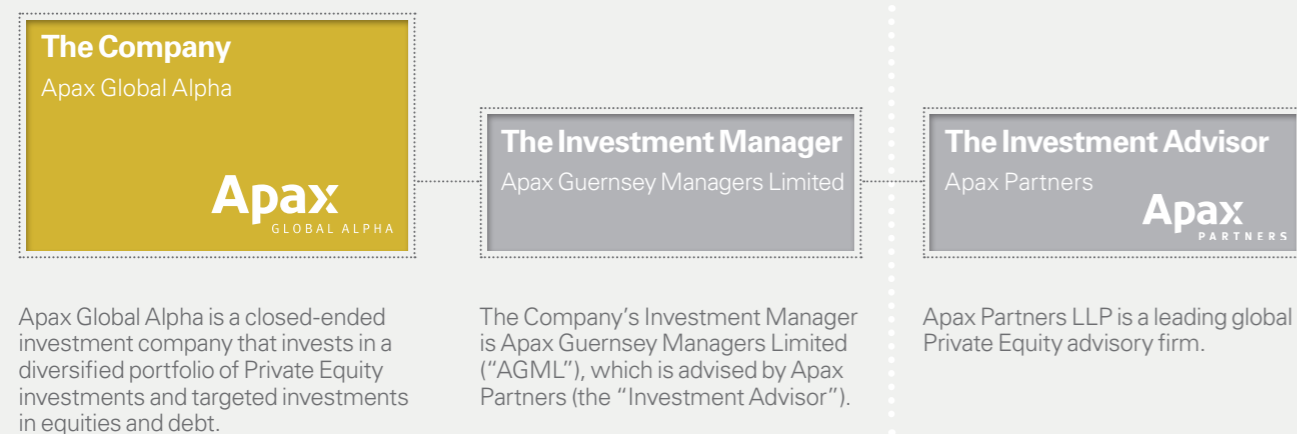 The Company
Apax Global Alpha
Apax
GLOBAL ALPHA
Apax Global Alpha is a closed-ended
investment company that invests in a
diversified portfolio of Private Equity
investments and targeted investments
in equities and debt.
The Investment Manager
Apax Guernsey Managers Limited
The Company’s Investment Manager
is Apax Guernsey Managers Limited
(“AGML”), which is advised by Apax
Partners (the “Investment Advisor”).
The Investment Advisor
Apax Partners
Apax
PARTNERS
Apax Partners LLP is a leading global
Private Equity advisory firm.